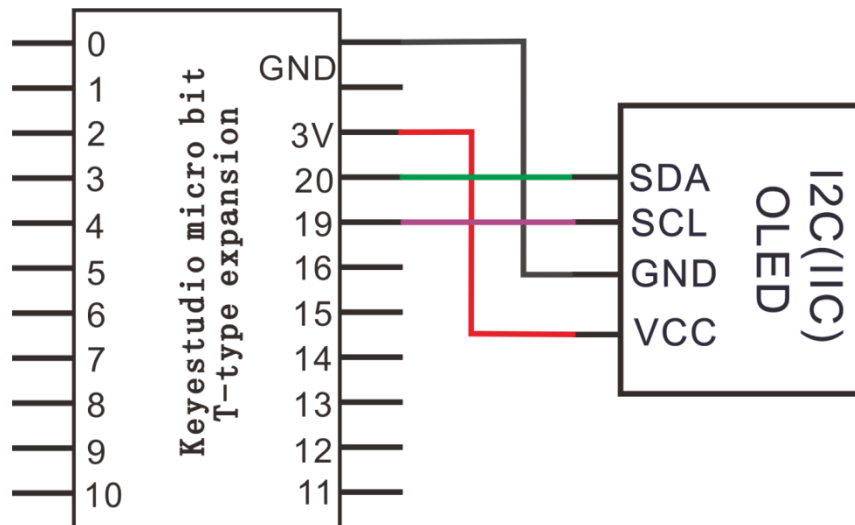 0
1
2
3
4
5
6
7
8
9
10
Keyestudio micro bit
T-type expansion
GND
3V
20
19
16
15
14
13
12
11
SDA
SCL
GND
VCC
I2C(IIC)
OLED